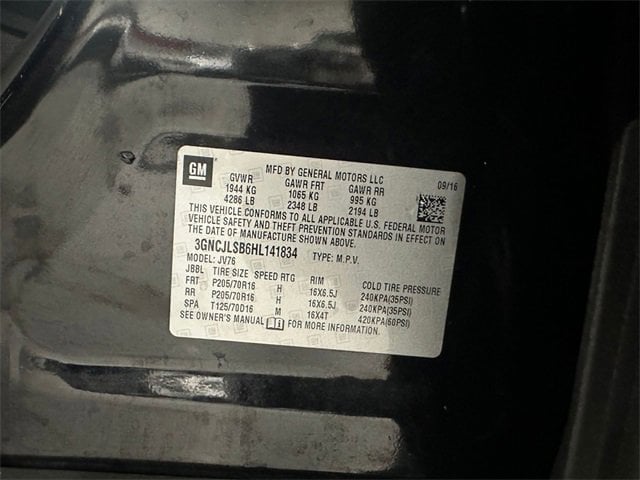 GM
MFD BY GENERAL MOTORS LLC 09/16
GVWR GAWR FRT GAWR RR
1944 KG 1065 KG 995 KG
4286 LB 2348 LB 2194 LB
THIS VEHICLE CONFORMS TO ALL APPLICABLE U.S. FEDERAL MOTOR
VEHICLE SAFETY AND THEFT PREVENTION STANDARDS IN EFFECT ON
THE DATE OF MANUFACTURE SHOWN ABOVE.
3GNCJLSB6HL141834 TYPE: M.P.V.
MODEL: JV76
JBBL TIRE SIZE SPEED RTG RIM COLD TIRE PRESSURE
FRT P205/70R16 H 16X6.5J 240KPA(35PSI)
RR P205/70R16 H 16X6.5J 240KPA(35PSI)
SPA T125/70D16 M 16X4T 420KPA(60PSI)
SEE OWNER'S MANUAL FOR MORE INFORMATION.